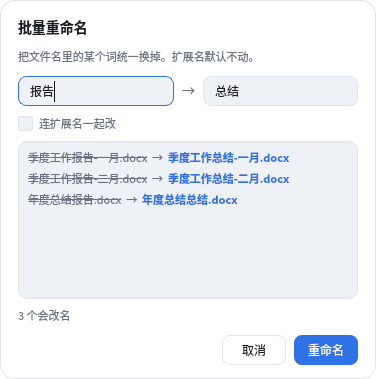 批量重命名
把文件名里的某个词统一换掉。扩展名默认不动。
报告 → 总结
连扩展名一起改
季度工作报告-一月.docx → 季度工作总结-一月.docx
季度工作报告-二月.docx → 季度工作总结-二月.docx
年度总结报告.docx → 年度总结总结.docx
3 个会改名
取消 重命名